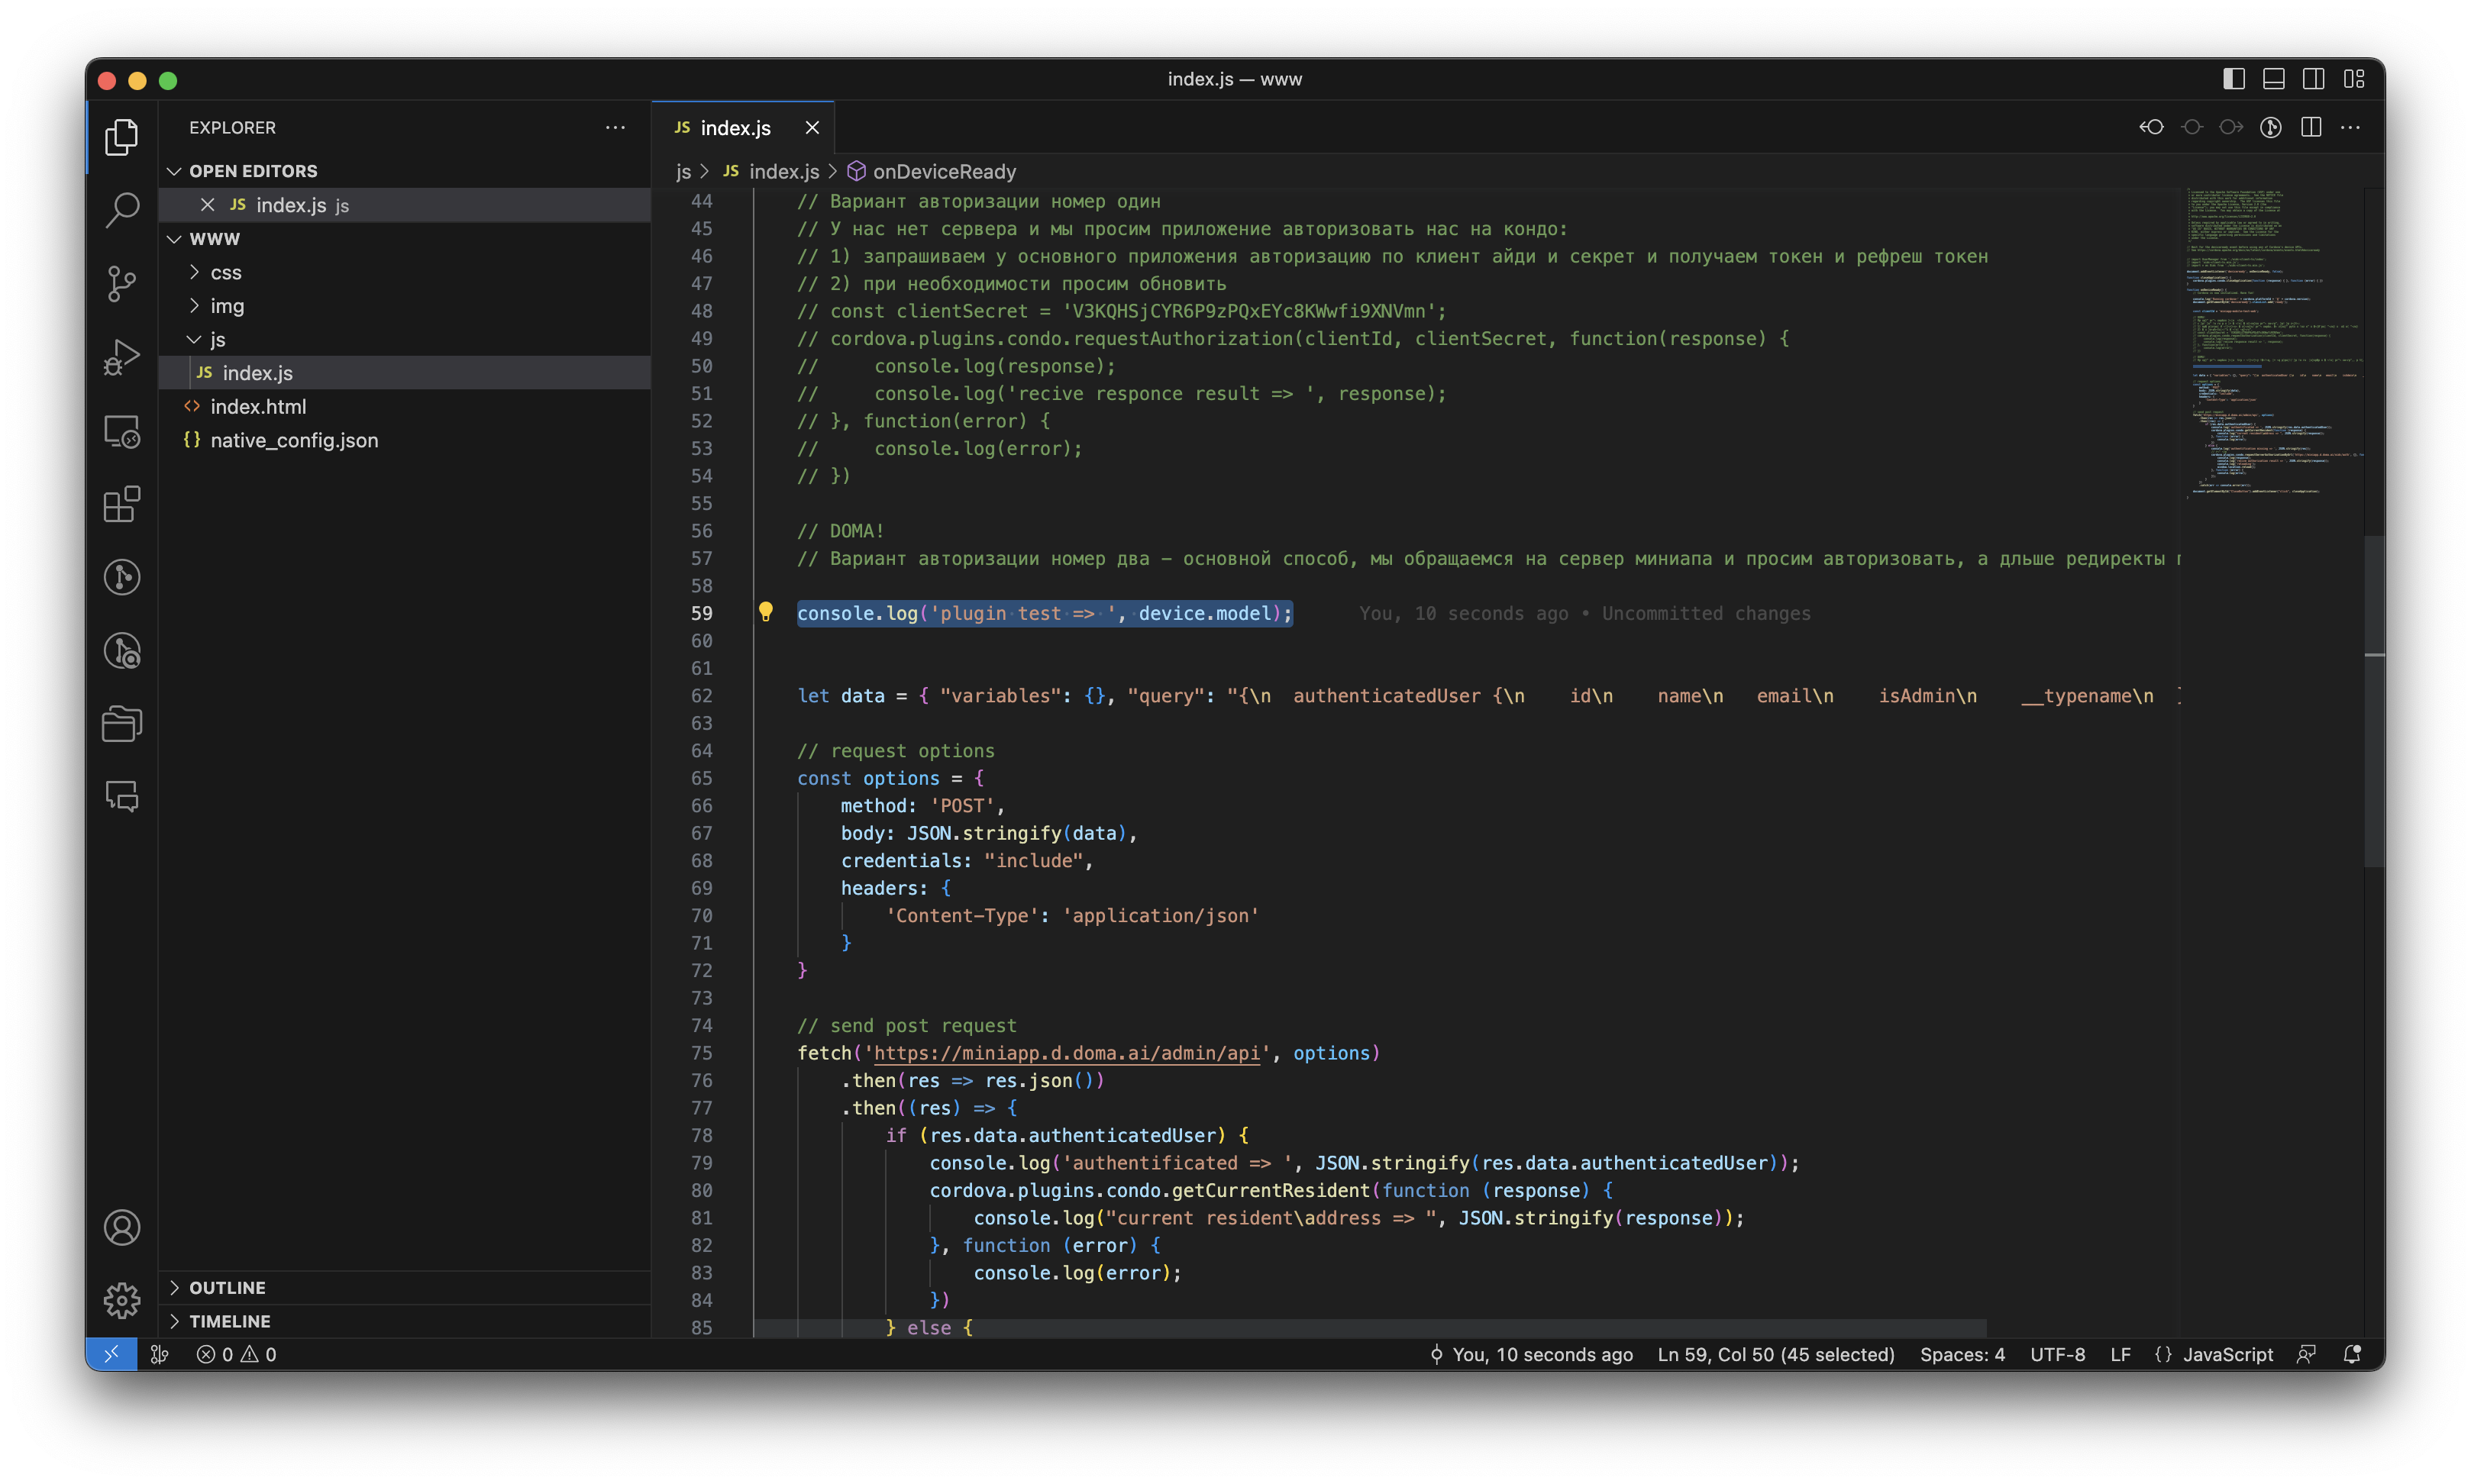 index.js — www
EXPLORER
OPEN EDITORS
JS index.js js
WWW
css
img
js
JS index.js
<> index.html
{} native_config.json
OUTLINE
TIMELINE
JS index.js
js > JS index.js > onDeviceReady
44 // Вариант авторизации номер один
45 // У нас нет сервера и мы просим приложение авторизовать нас на кондо:
46 // 1) запрашиваем у основного приложения авторизацию по клиент айди и секрет и получаем токен и рефреш токен
47 // 2) при необходимости просим обновить
48 // const clientSecret = 'V3KQHSjCYR6P9zPQxEYc8KWwfi9XNVmn';
49 // cordova.plugins.condo.requestAuthorization(clientId, clientSecret, function(response) {
50 //     console.log(response);
51 //     console.log('recive responce result => ', response);
52 // }, function(error) {
53 //     console.log(error);
54 // })
55
56 // DOMA!
57 // Вариант авторизации номер два – основной способ, мы обращаемся на сервер миниапа и просим авторизовать, а дльше редиректы
58
59 console.log('plugin test => ', device.model); You, 10 seconds ago • Uncommitted changes
60
61
62 let data = { "variables": {}, "query": "{\n  authenticatedUser {\n    id\n    name\n   email\n    isAdmin\n    __typename\n
63
64 // request options
65 const options = {
66     method: 'POST',
67     body: JSON.stringify(data),
68     credentials: "include",
69     headers: {
70         'Content-Type': 'application/json'
71     }
72 }
73
74 // send post request
75 fetch('https://miniapp.d.doma.ai/admin/api', options)
76     .then(res => res.json())
77     .then((res) => {
78         if (res.data.authenticatedUser) {
79             console.log('authentificated => ', JSON.stringify(res.data.authenticatedUser));
80             cordova.plugins.condo.getCurrentResident(function (response) {
81                 console.log("current resident\address => ", JSON.stringify(response));
82             }, function (error) {
83                 console.log(error);
84             })
85         } else {
0 0
You, 10 seconds ago Ln 59, Col 50 (45 selected) Spaces: 4 UTF-8 LF {} JavaScript